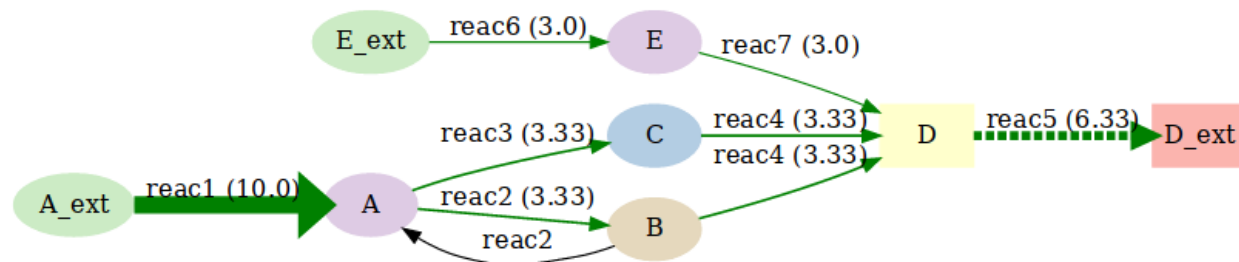 E_ext
reac6 (3.0)
E
reac7 (3.0)
reac3 (3.33)
C
reac4 (3.33)
D
reac5 (6.33)
D_ext
reac4 (3.33)
A_ext
reac1 (10.0)
A
reac2 (3.33)
B
reac2